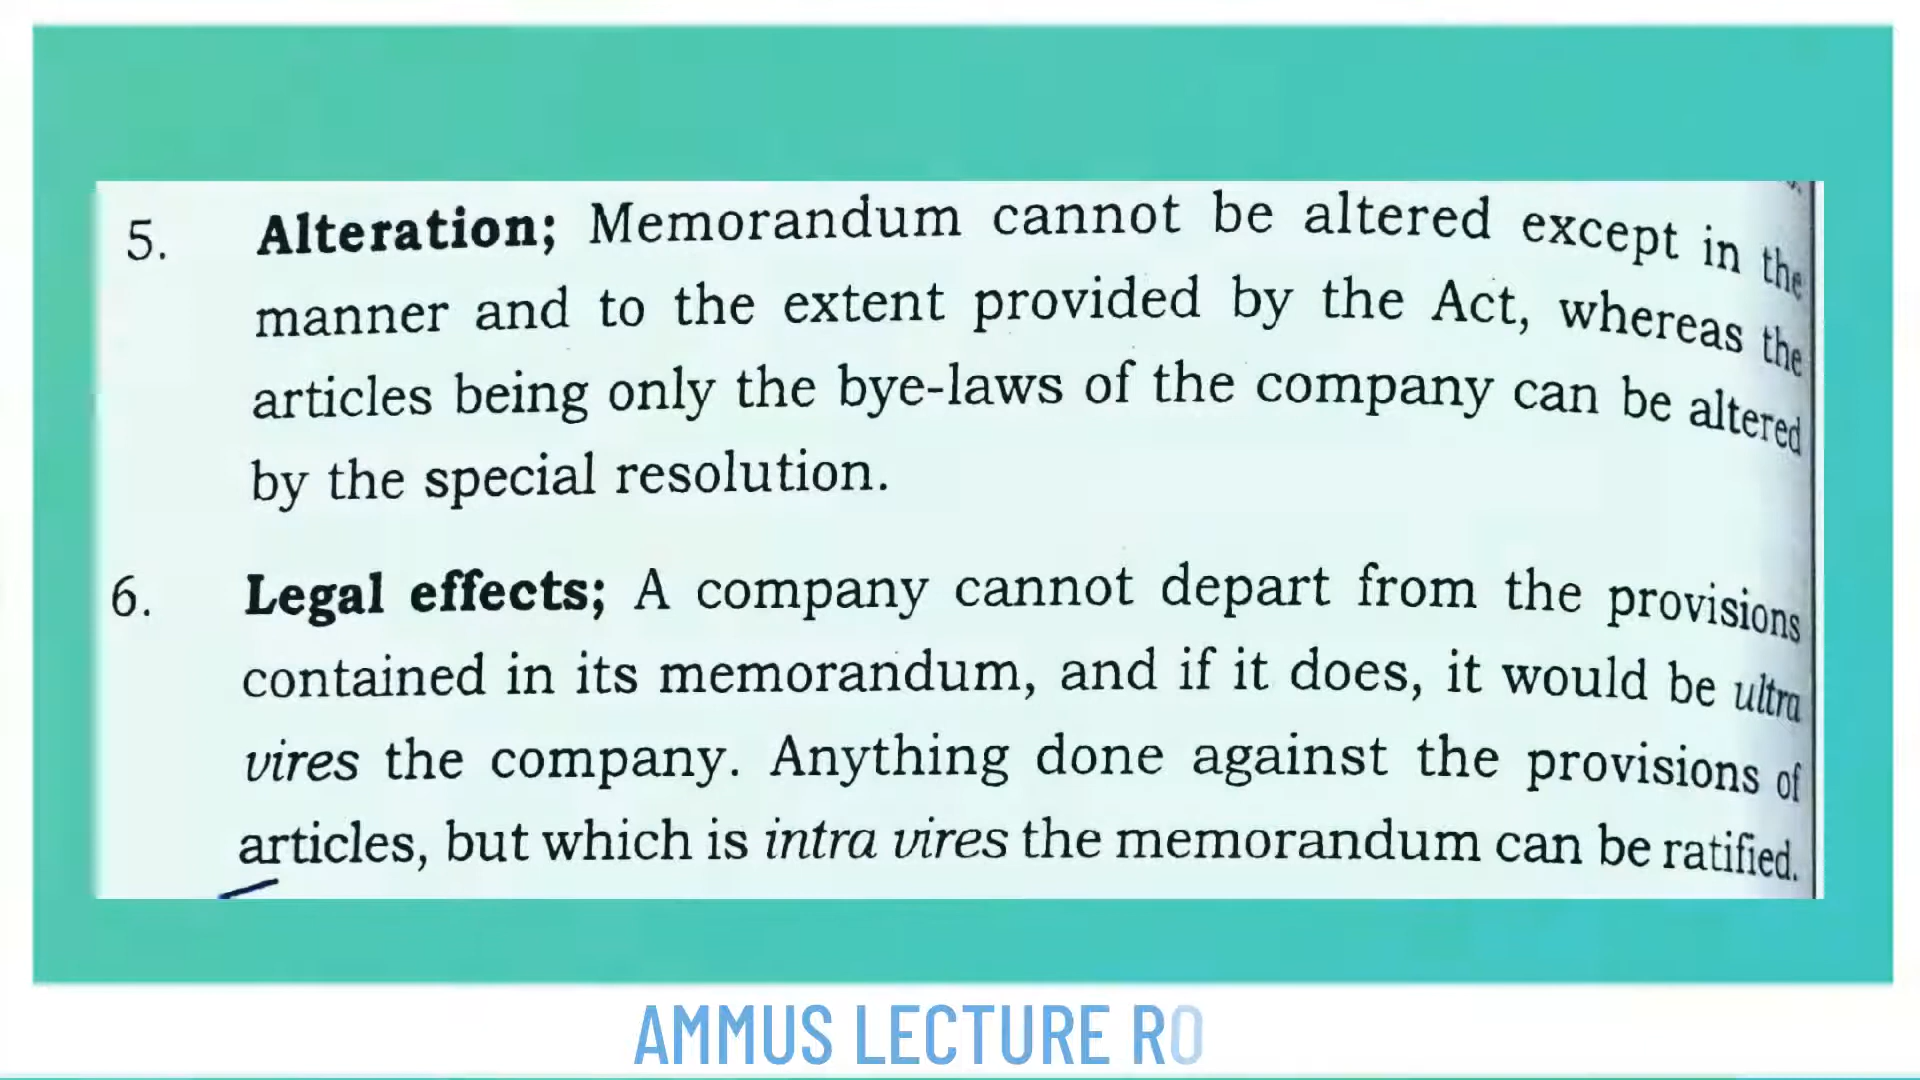 5. Alteration; Memorandum cannot be altered except in the
manner and to the extent provided by the Act, whereas the
articles being only the bye-laws of the company can be altered
by the special resolution.
6. Legal effects; A company cannot depart from the provisions
contained in its memorandum, and if it does, it would be ultra
vires the company. Anything done against the provisions of
articles, but which is intra vires the memorandum can be ratified.
AMMUS LECTURE RO